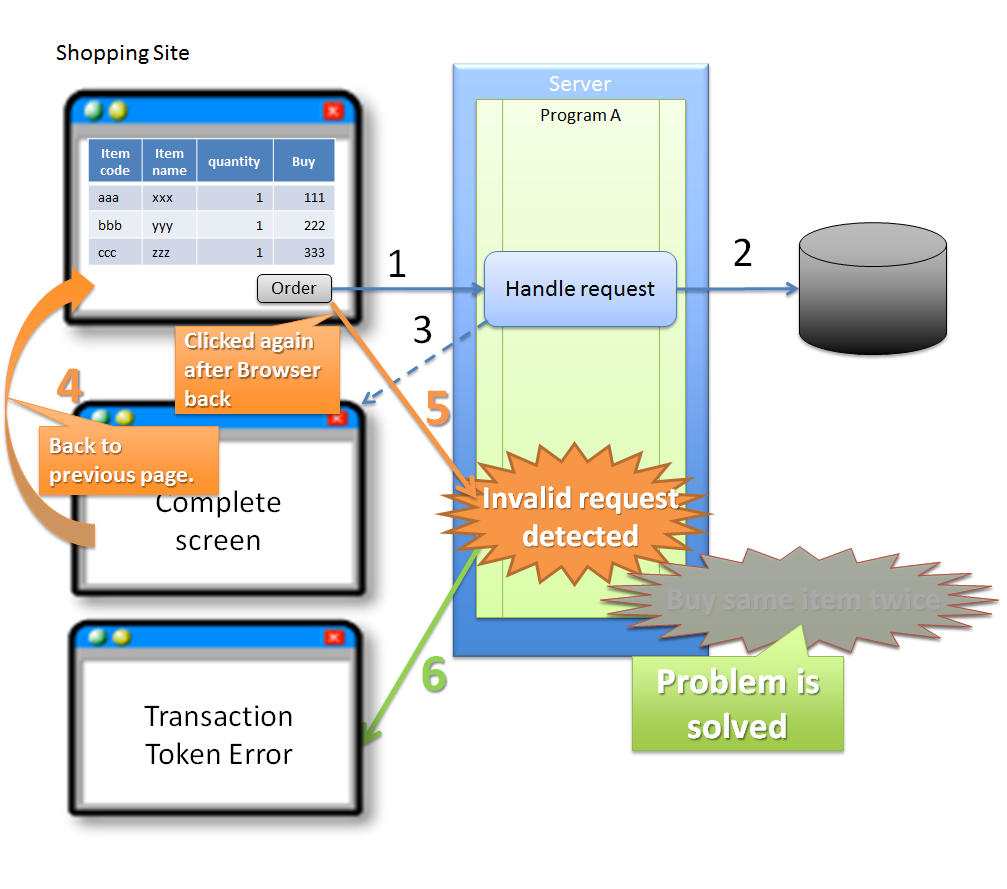 Shopping Site
Server
Program A
Item code Item name quantity Buy
aaa xxx 1 111
bbb yyy 1 222
ccc zzz 1 333
Order
1
Handle request
2
3
Clicked again
after Browser
back
4
5
Back to
previous page.
Complete
screen
Invalid request
detected
Buy same item twice
6
Problem is
solved
Transaction
Token Error